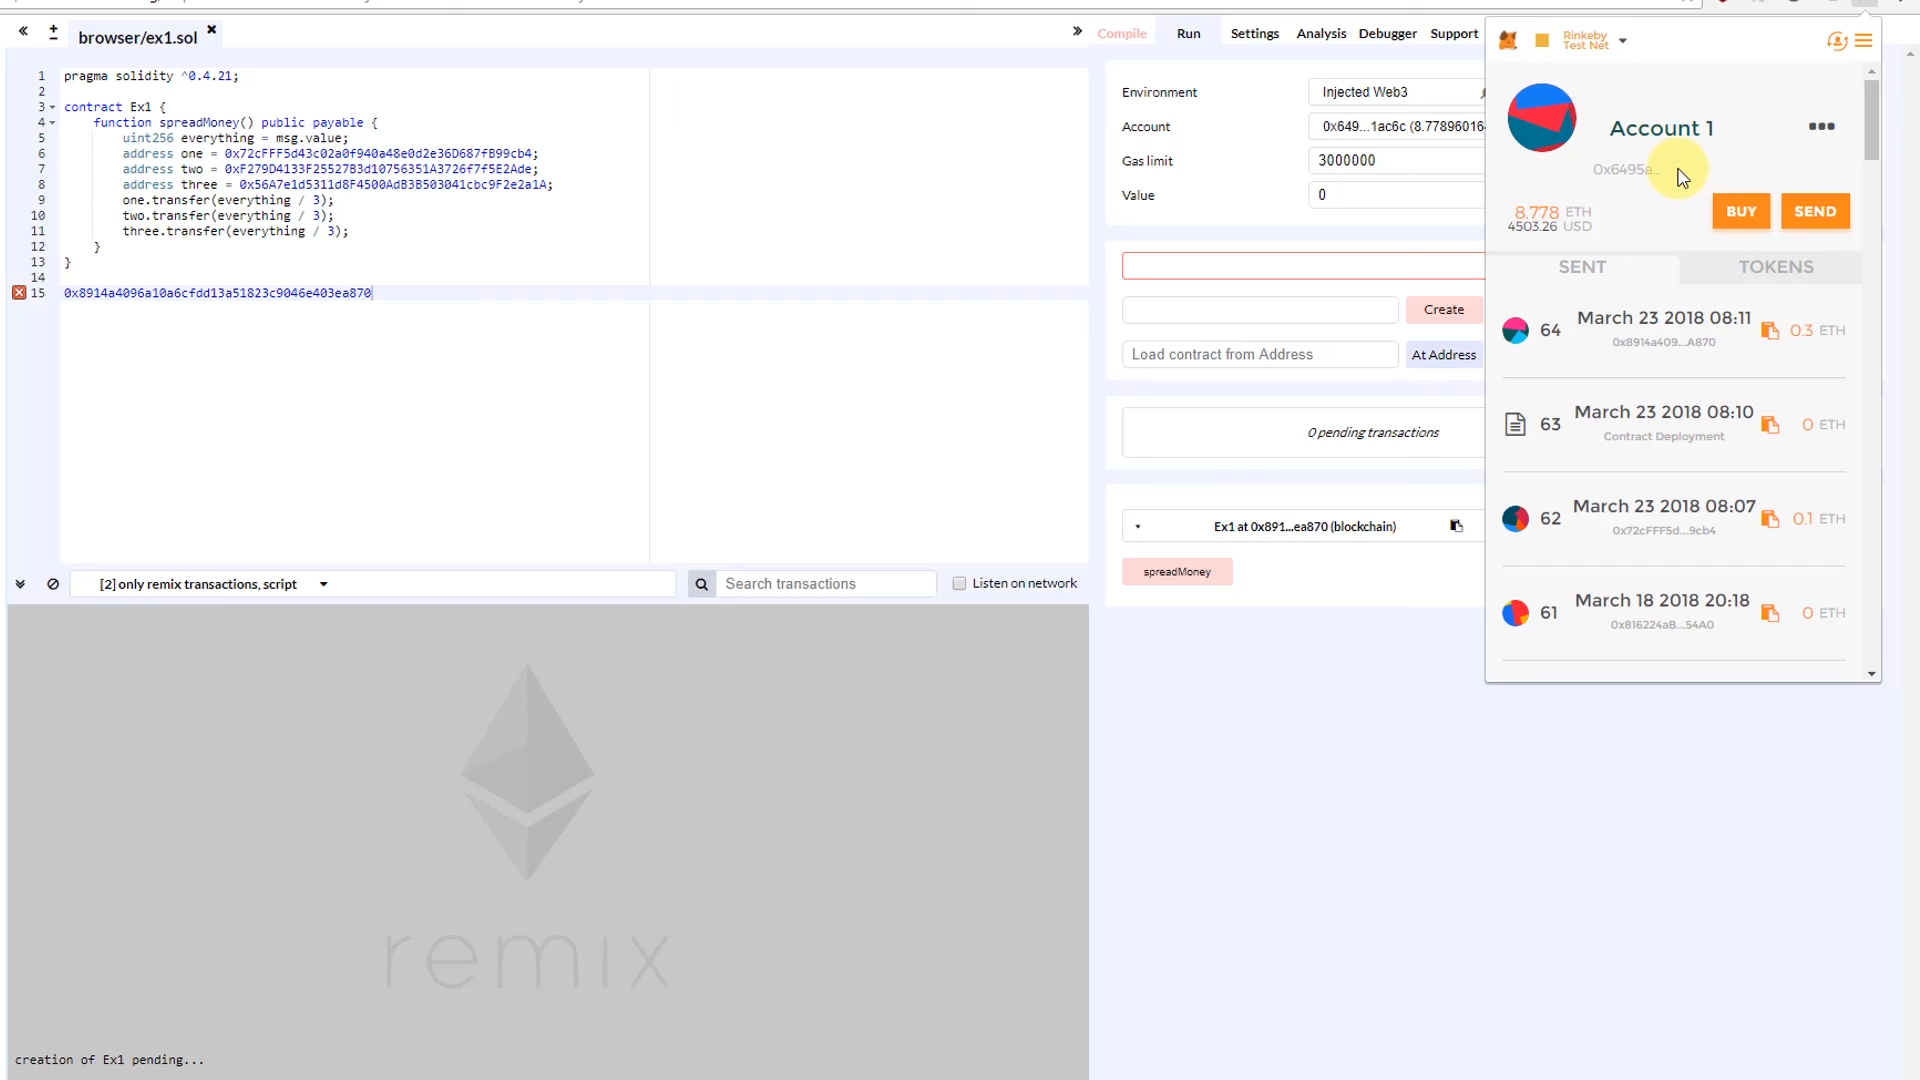 browser/ex1.sol
Compile Run Settings Analysis Debugger Support
1 pragma solidity ^0.4.21;
2
3 contract Ex1 {
4 function spreadMoney() public payable {
5 uint256 everything = msg.value;
6 address one = 0x72cFFF5d43c02a0f940a48e0d2e36D687fB99cb4;
7 address two = 0xF279D4133F25527B3d10756351A3726f7f5E2Ade;
8 address three = 0x56A7e1d5311d8F4500AdB3B503041cbc9F2e2a1A;
9 one.transfer(everything / 3);
10 two.transfer(everything / 3);
11 three.transfer(everything / 3);
12 }
13 }
14
15 0x8914a4096a10a6cfdd13a51823c9046e403ea870
[2] only remix transactions, script
Search transactions
Listen on network
remix
creation of Ex1 pending...
Environment Injected Web3
Account 0x649...1ac6c (8.77896016
Gas limit 3000000
Value 0
Create
Load contract from Address At Address
0 pending transactions
Ex1 at 0x891...ea870 (blockchain)
spreadMoney
Rinkeby
Test Net
Account 1
0x6495a...
8.778 ETH
4503.26 USD
BUY SEND
SENT TOKENS
64 March 23 2018 08:11 0.3 ETH
0x8914a409...A870
63 March 23 2018 08:10 0 ETH
Contract Deployment
62 March 23 2018 08:07 0.1 ETH
0x72cFFF5d...9cb4
61 March 18 2018 20:18 0 ETH
0x816224aB...54A0